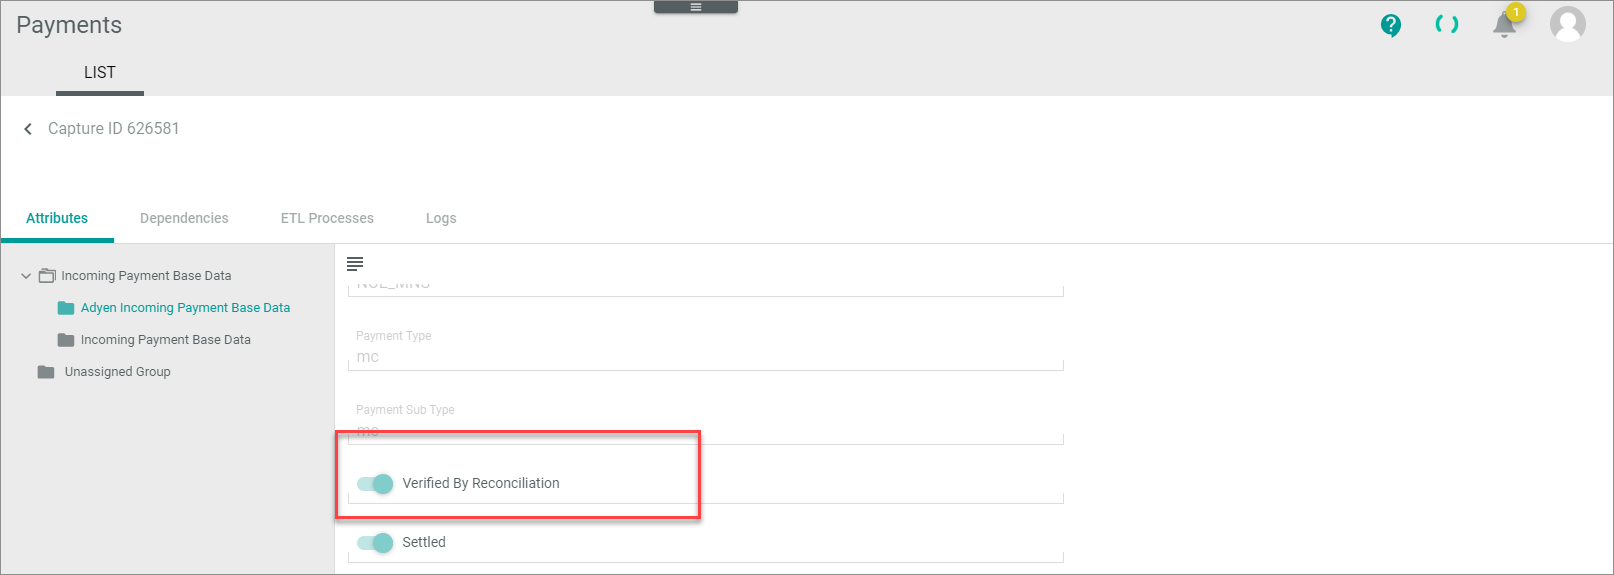 Payments
1
LIST
Capture ID 626581
Attributes
Dependencies
ETL Processes
Logs
Incoming Payment Base Data
Adyen Incoming Payment Base Data
Incoming Payment Base Data
Unassigned Group
Payment Type
mc
Payment Sub Type
mc
Verified By Reconciliation
Settled